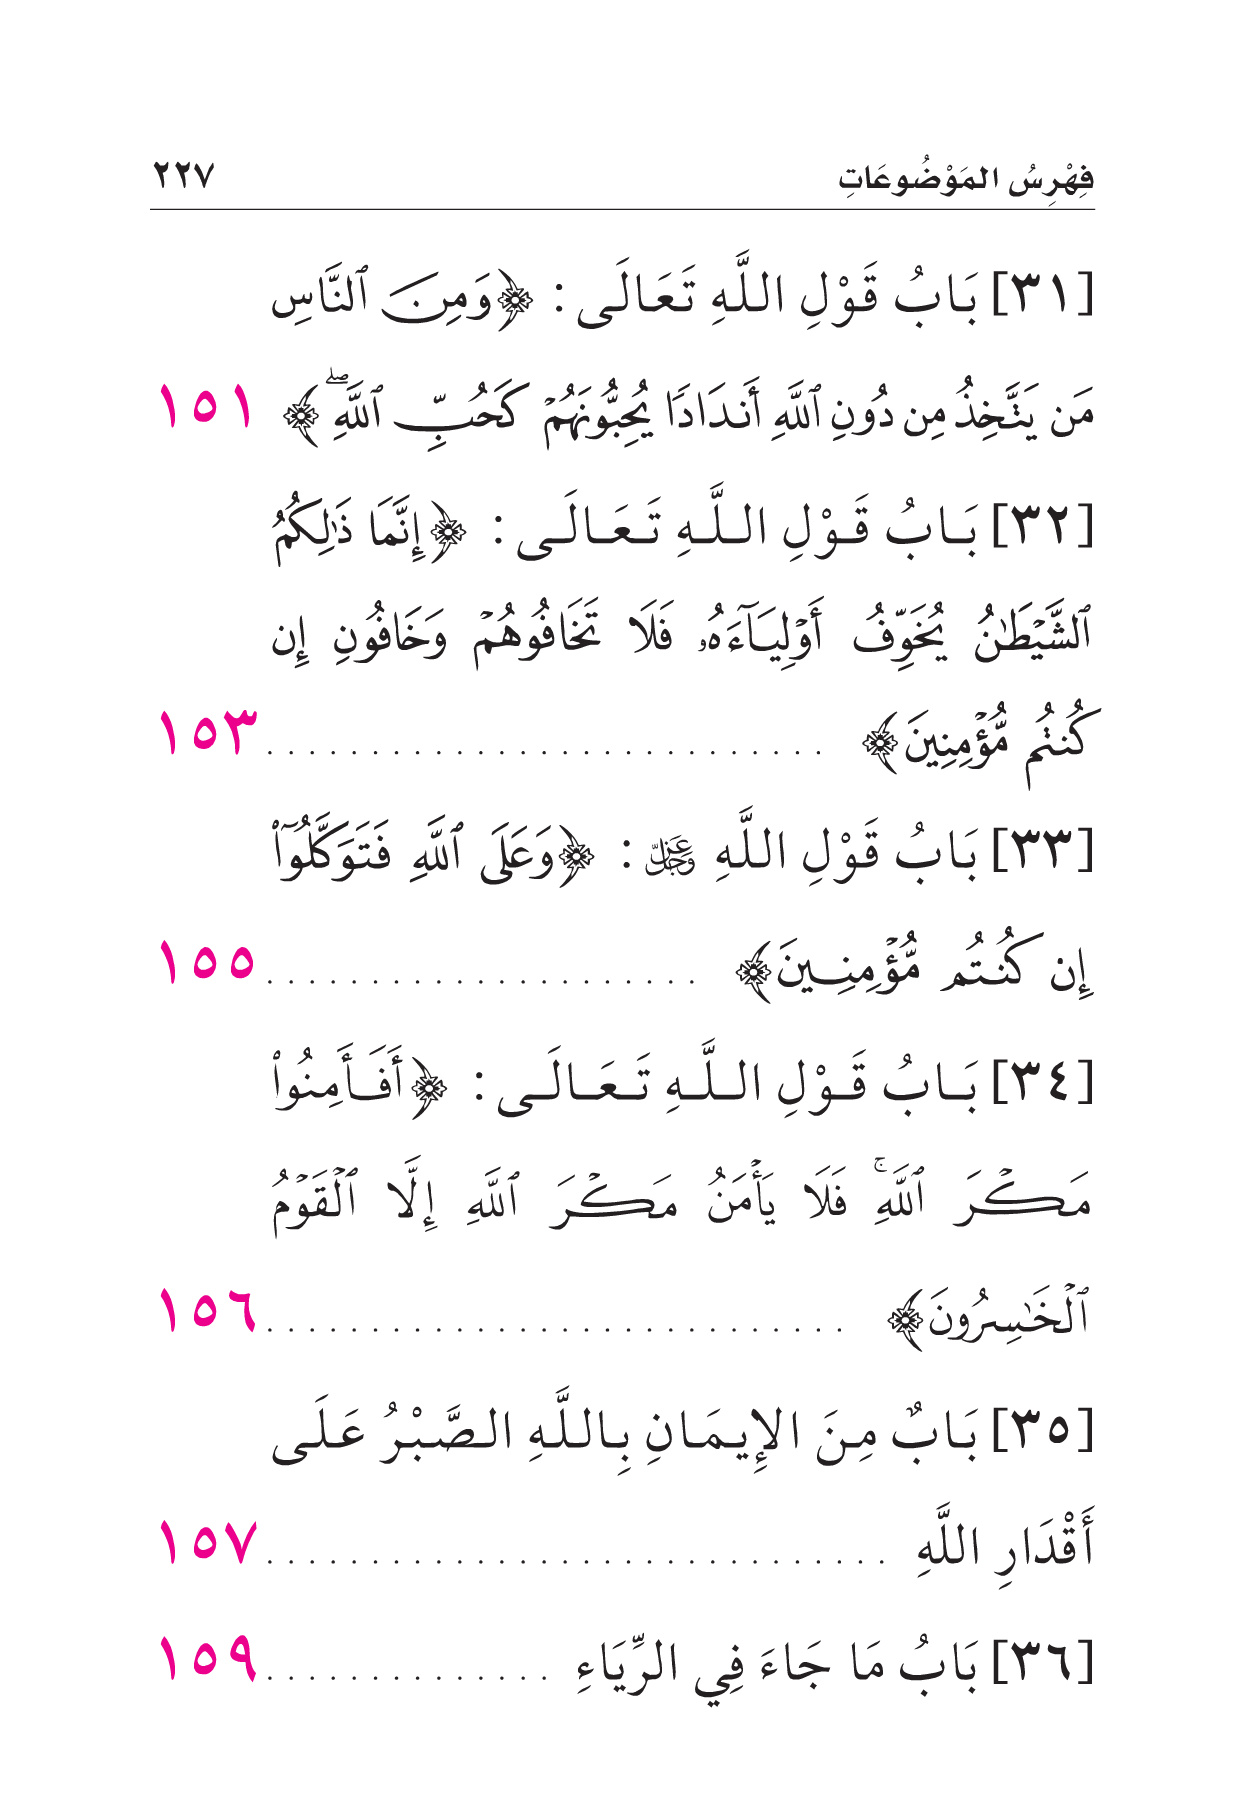 فِهْرِسُ المَوْضُوعَاتِ ٢٢٧
[٣١] بَابُ قَوْلِ اللَّهِ تَعَالَى : ﴿وَمِنَ ٱلنَّاسِ
مَن يَتَّخِذُ مِن دُونِ ٱللَّهِ أَندَادًا يُحِبُّونَهُمۡ كَحُبِّ ٱللَّهِۖ﴾ ١٥١
[٣٢] بَابُ قَوْلِ اللَّهِ تَعَالَى : ﴿إِنَّمَا ذَٰلِكُمُ
ٱلشَّيۡطَٰنُ يُخَوِّفُ أَوۡلِيَآءَهُۥ فَلَا تَخَافُوهُمۡ وَخَافُونِ إِن
كُنتُم مُّؤۡمِنِينَ﴾ ........................... ١٥٣
[٣٣] بَابُ قَوْلِ اللَّهِ عَزَّ وَجَلَّ : ﴿وَعَلَى ٱللَّهِ فَتَوَكَّلُوٓاْ
إِن كُنتُم مُّؤۡمِنِينَ﴾ ..................... ١٥٥
[٣٤] بَابُ قَوْلِ اللَّهِ تَعَالَى : ﴿أَفَأَمِنُواْ
مَكۡرَ ٱللَّهِۚ فَلَا يَأۡمَنُ مَكۡرَ ٱللَّهِ إِلَّا ٱلۡقَوۡمُ
ٱلۡخَٰسِرُونَ﴾ ............................ ١٥٦
[٣٥] بَابٌ مِنَ الإِيمَانِ بِاللَّهِ الصَّبْرُ عَلَى
أَقْدَارِ اللَّهِ .............................. ١٥٧
[٣٦] بَابُ مَا جَاءَ فِي الرِّيَاءِ .............. ١٥٩